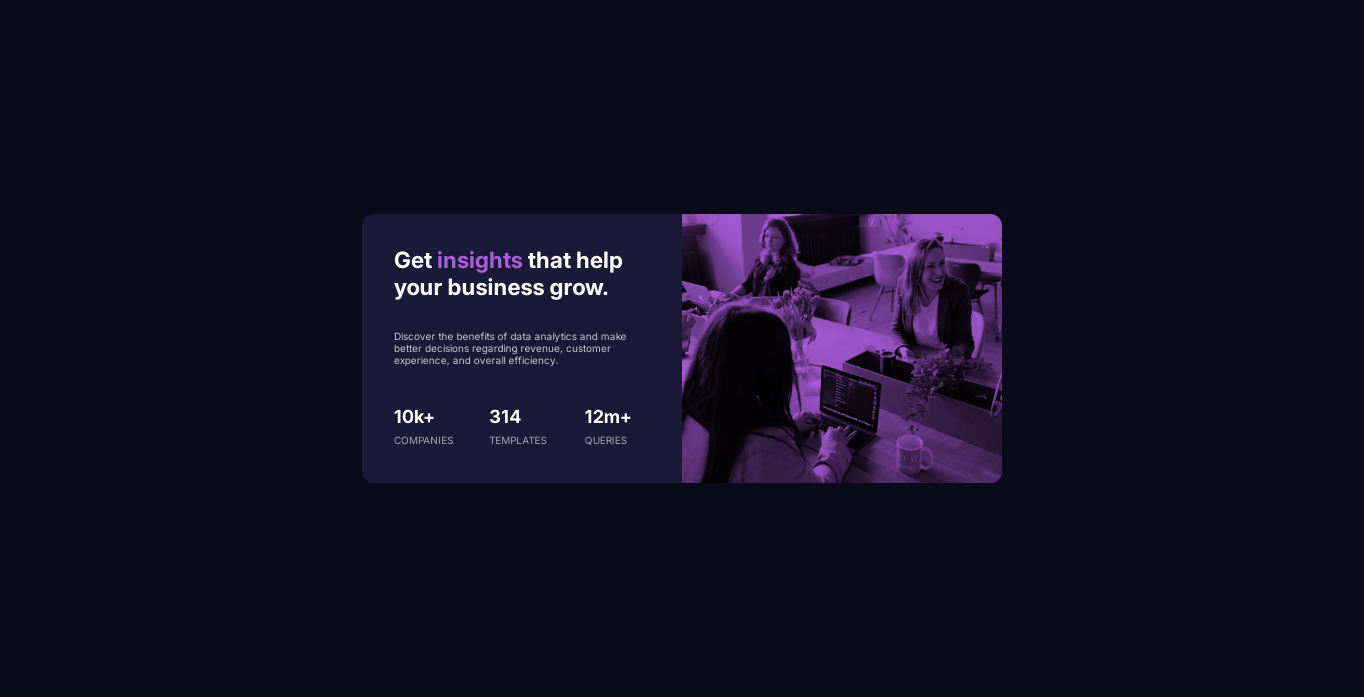 Get insights that help
your business grow.
Discover the benefits of data analytics and make
better decisions regarding revenue, customer
experience, and overall efficiency.
10k+ 314 12m+
COMPANIES TEMPLATES QUERIES